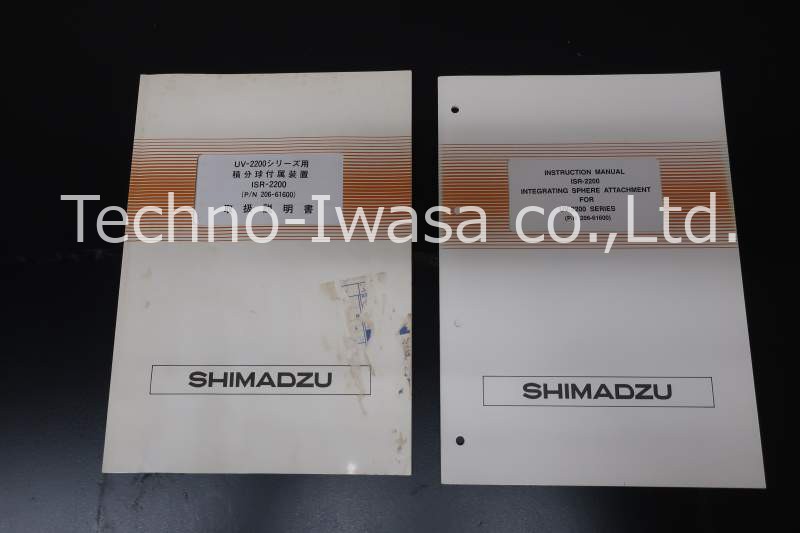 UV-2200シリーズ用
積分球付属装置
ISR-2200
(P/N 206-61600)
取扱説明書
SHIMADZU
INSTRUCTION MANUAL
ISR-2200
INTEGRATING SPHERE ATTACHMENT
FOR
2200 SERIES
(P/N 206-61600)
SHIMADZU
Techno-Iwasa co.,Ltd.